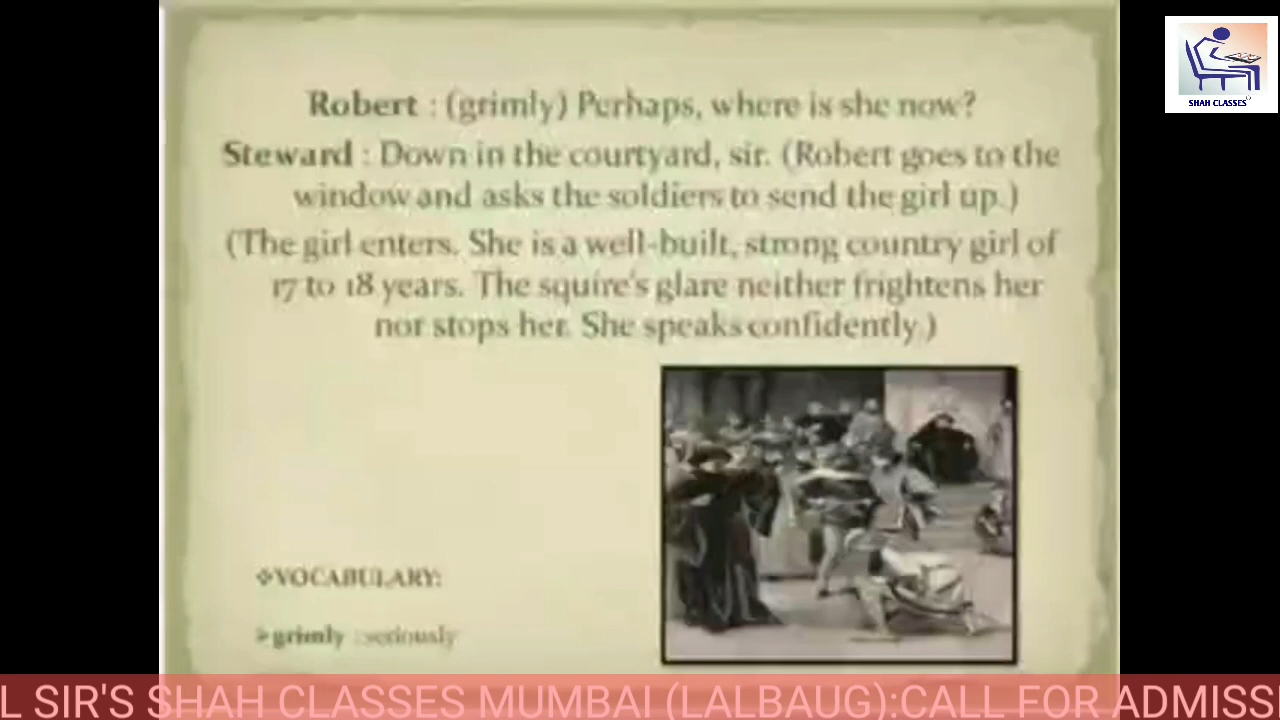 SHAH CLASSES
Robert : (grimly) Perhaps, where is she now?
Steward : Down in the courtyard, sir. (Robert goes to the
window and asks the soldiers to send the girl up.)
(The girl enters. She is a well-built, strong country girl of
17 to 18 years. The squire's glare neither frightens her
nor stops her. She speaks confidently.)
❖VOCABULARY:
➢grimly : seriously
L SIR'S SHAH CLASSES MUMBAI (LALBAUG):CALL FOR ADMISS